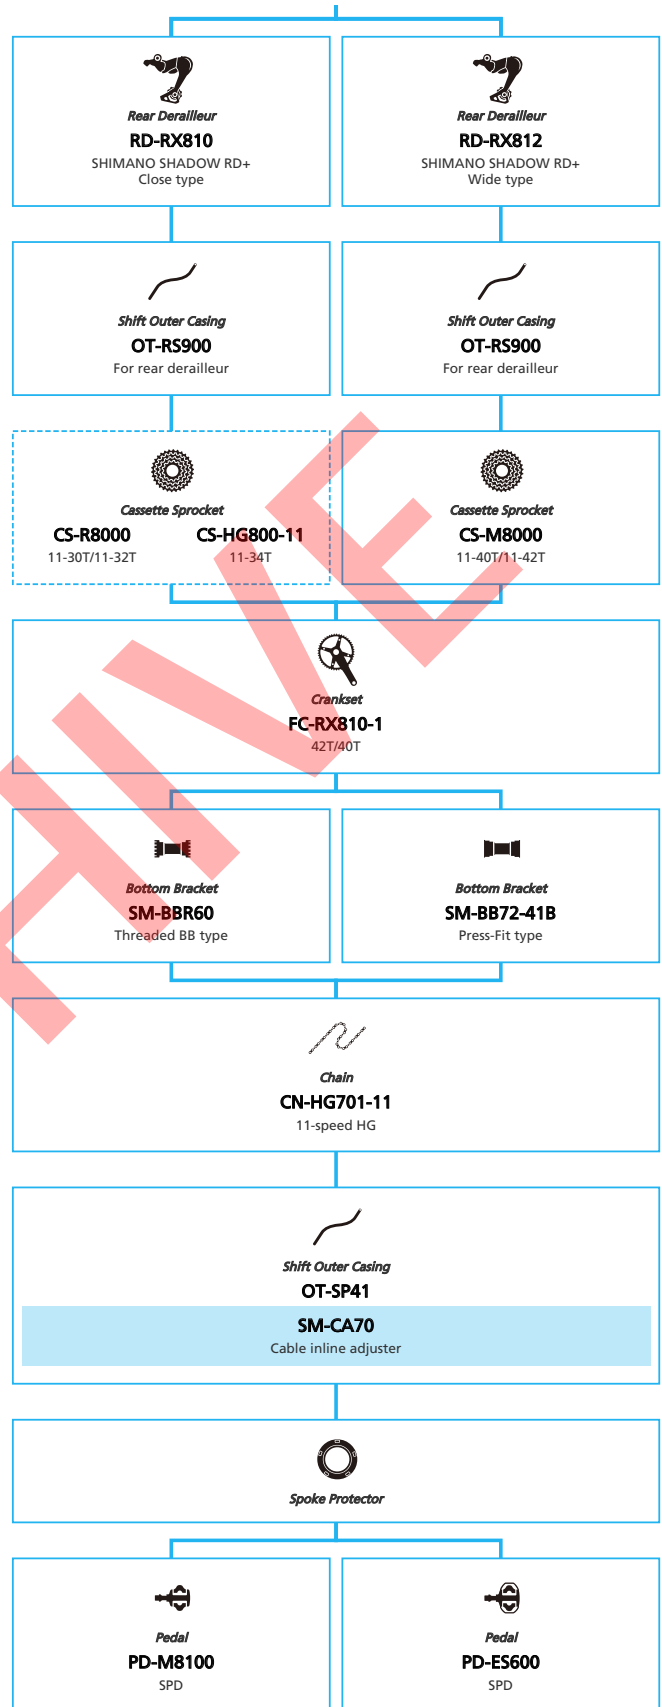 Rear Derailleur
RD-RX810
SHIMANO SHADOW RD+
Close type
Rear Derailleur
RD-RX812
SHIMANO SHADOW RD+
Wide type
Shift Outer Casing
OT-RS900
For rear derailleur
Shift Outer Casing
OT-RS900
For rear derailleur
Cassette Sprocket
CS-R8000
11-30T/11-32T
CS-HG800-11
11-34T
Cassette Sprocket
CS-M8000
11-40T/11-42T
Crankset
FC-RX810-1
42T/40T
Bottom Bracket
SM-BBR60
Threaded BB type
Bottom Bracket
SM-BB72-41B
Press-Fit type
Chain
CN-HG701-11
11-speed HG
Shift Outer Casing
OT-SP41
SM-CA70
Cable inline adjuster
Spoke Protector
Pedal
PD-M8100
SPD
Pedal
PD-ES600
SPD
HIVE